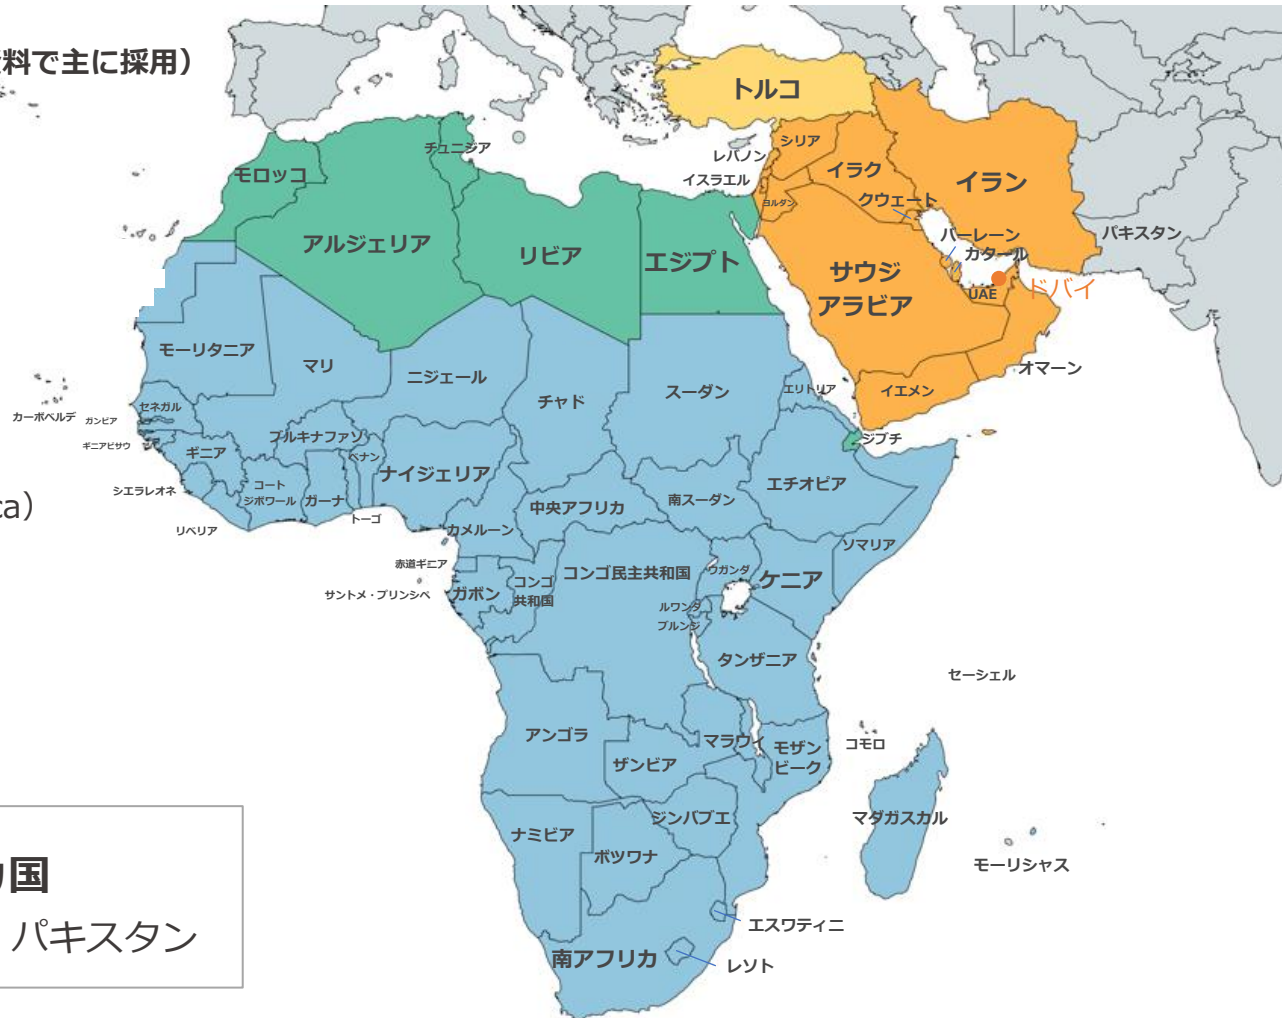 料で主に採用）
トルコ
シリア
レバノン
チュニジア
イラク
モロッコ
イスラエル
イラン
ヨルダン
クウェート
バーレーン
パキスタン
アルジェリア
リビア
エジプト
カタール
サウジ
アラビア
UAE
ドバイ
モーリタニア
マリ
ニジェール
オマーン
チャド
スーダン
エリトリア
イエメン
カーボベルデ
ガンビア
セネガル
ブルキナファソ
ジブチ
ギニアビサウ
ギニア
ベナン
ナイジェリア
エチオピア
シエラレオネ
コート
ジボワール
ガーナ
中央アフリカ
南スーダン
ca）
リベリア
トーゴ
カメルーン
ソマリア
赤道ギニア
コンゴ民主共和国
ウガンダ
ケニア
サントメ・プリンシペ
ガボン
コンゴ
共和国
ルワンダ
ブルンジ
タンザニア
セーシェル
アンゴラ
マラウイ
モザン
ビーク
コモロ
ザンビア
ジンバブエ
マダガスカル
ナミビア
ボツワナ
モーリシャス
国
パキスタン
エスワティニ
南アフリカ
レソト